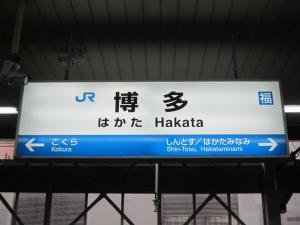 JR 博多 福
はかた Hakata
こくら しんとす/はかたみなみ
Kokura Shin-Tosu, Hakataminami